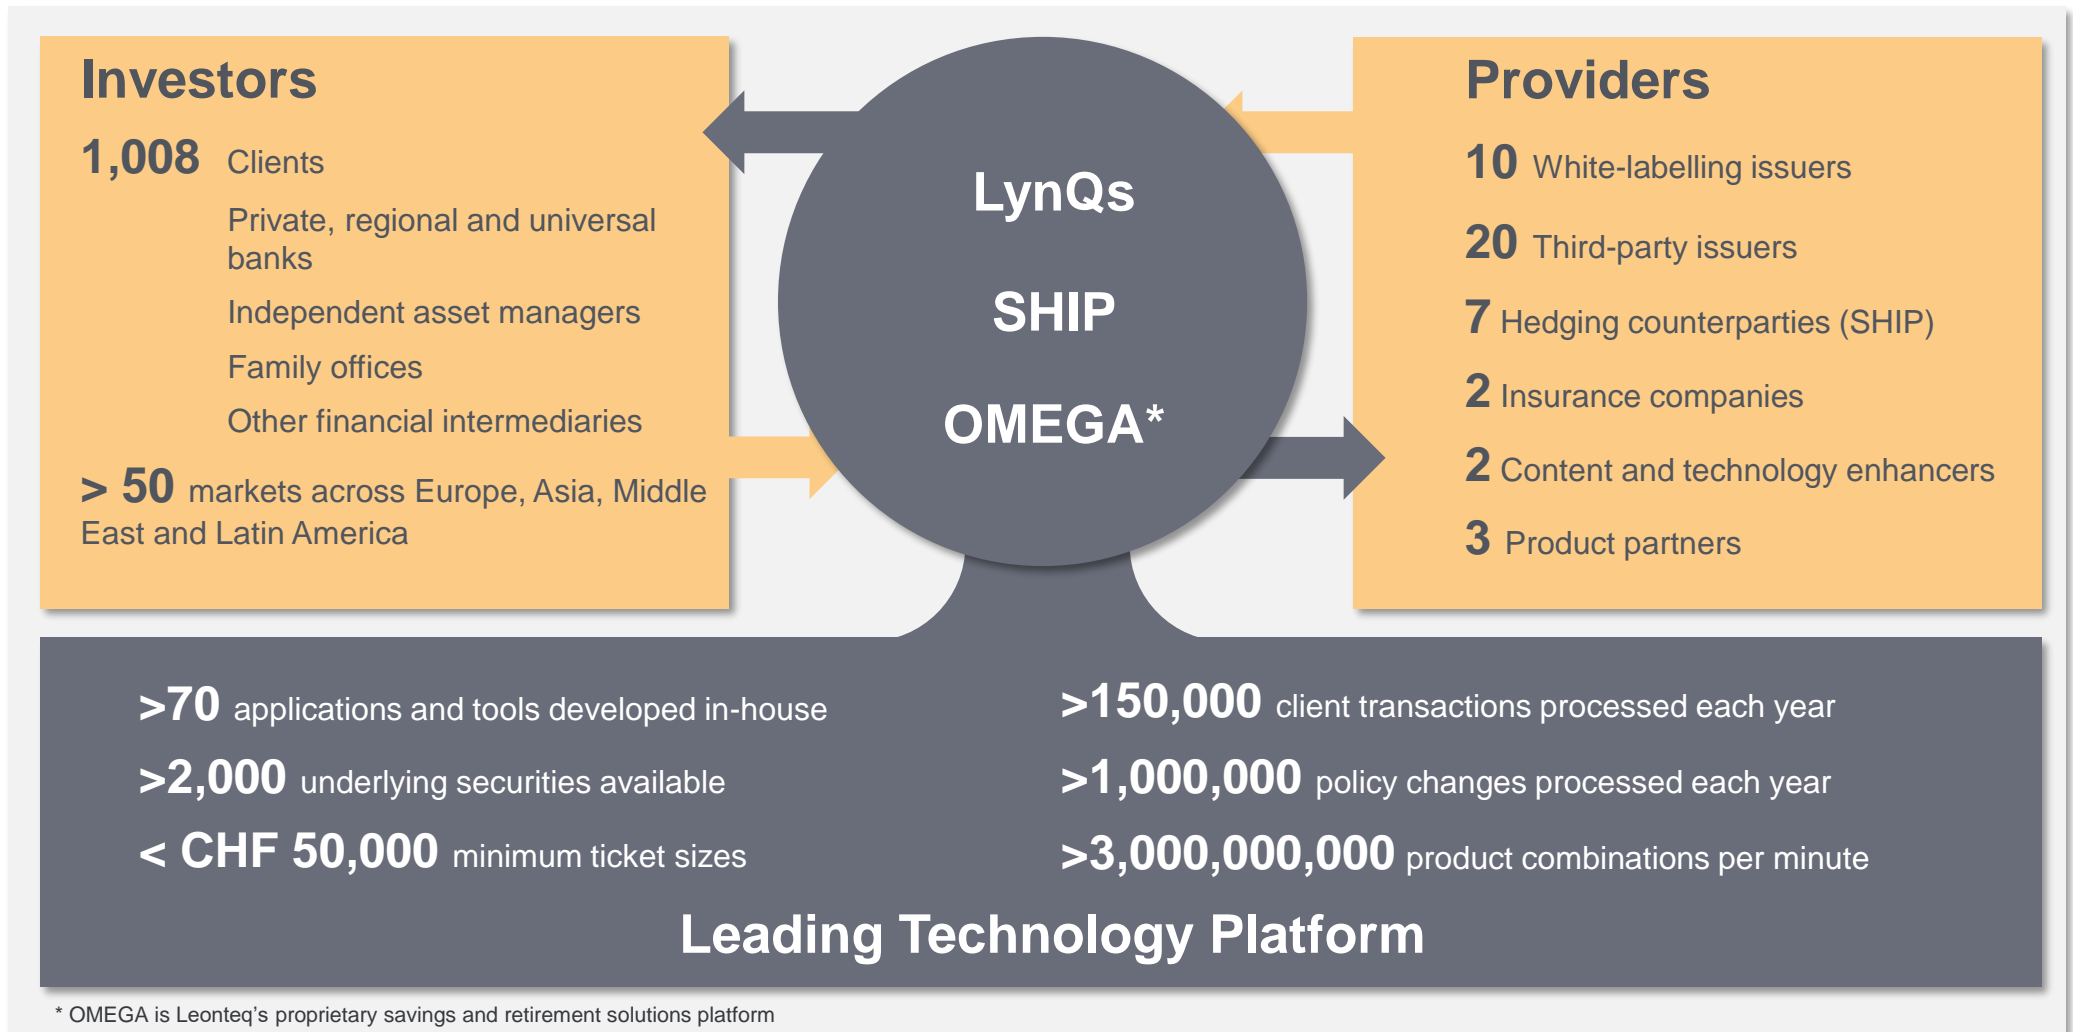 Investors
1,008 Clients
Private, regional and universal
banks
Independent asset managers
Family offices
Other financial intermediaries
> 50 markets across Europe, Asia, Middle
East and Latin America
LynQs
SHIP
OMEGA*
Providers
10 White-labelling issuers
20 Third-party issuers
7 Hedging counterparties (SHIP)
2 Insurance companies
2 Content and technology enhancers
3 Product partners
>70 applications and tools developed in-house
>2,000 underlying securities available
< CHF 50,000 minimum ticket sizes
>150,000 client transactions processed each year
>1,000,000 policy changes processed each year
>3,000,000,000 product combinations per minute
Leading Technology Platform
* OMEGA is Leonteq’s proprietary savings and retirement solutions platform